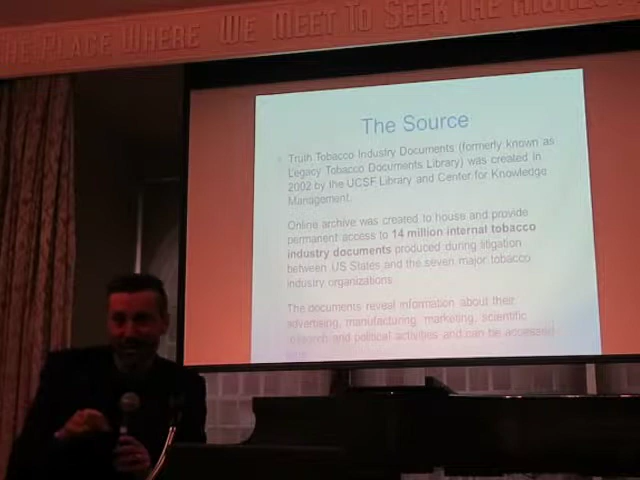 THE PLACE WHERE WE MEET TO SEEK THE HIGHEST
The Source
Truth Tobacco Industry Documents (formerly known as
Legacy Tobacco Documents Library) was created in
2002 by the UCSF Library and Center for Knowledge
Management.
Online archive was created to house and provide
permanent access to 14 million internal tobacco
industry documents produced during litigation
between US States and the seven major tobacco
industry organizations
The documents reveal information about their
advertising, manufacturing, marketing, scientific
research and political activities and can be accessed